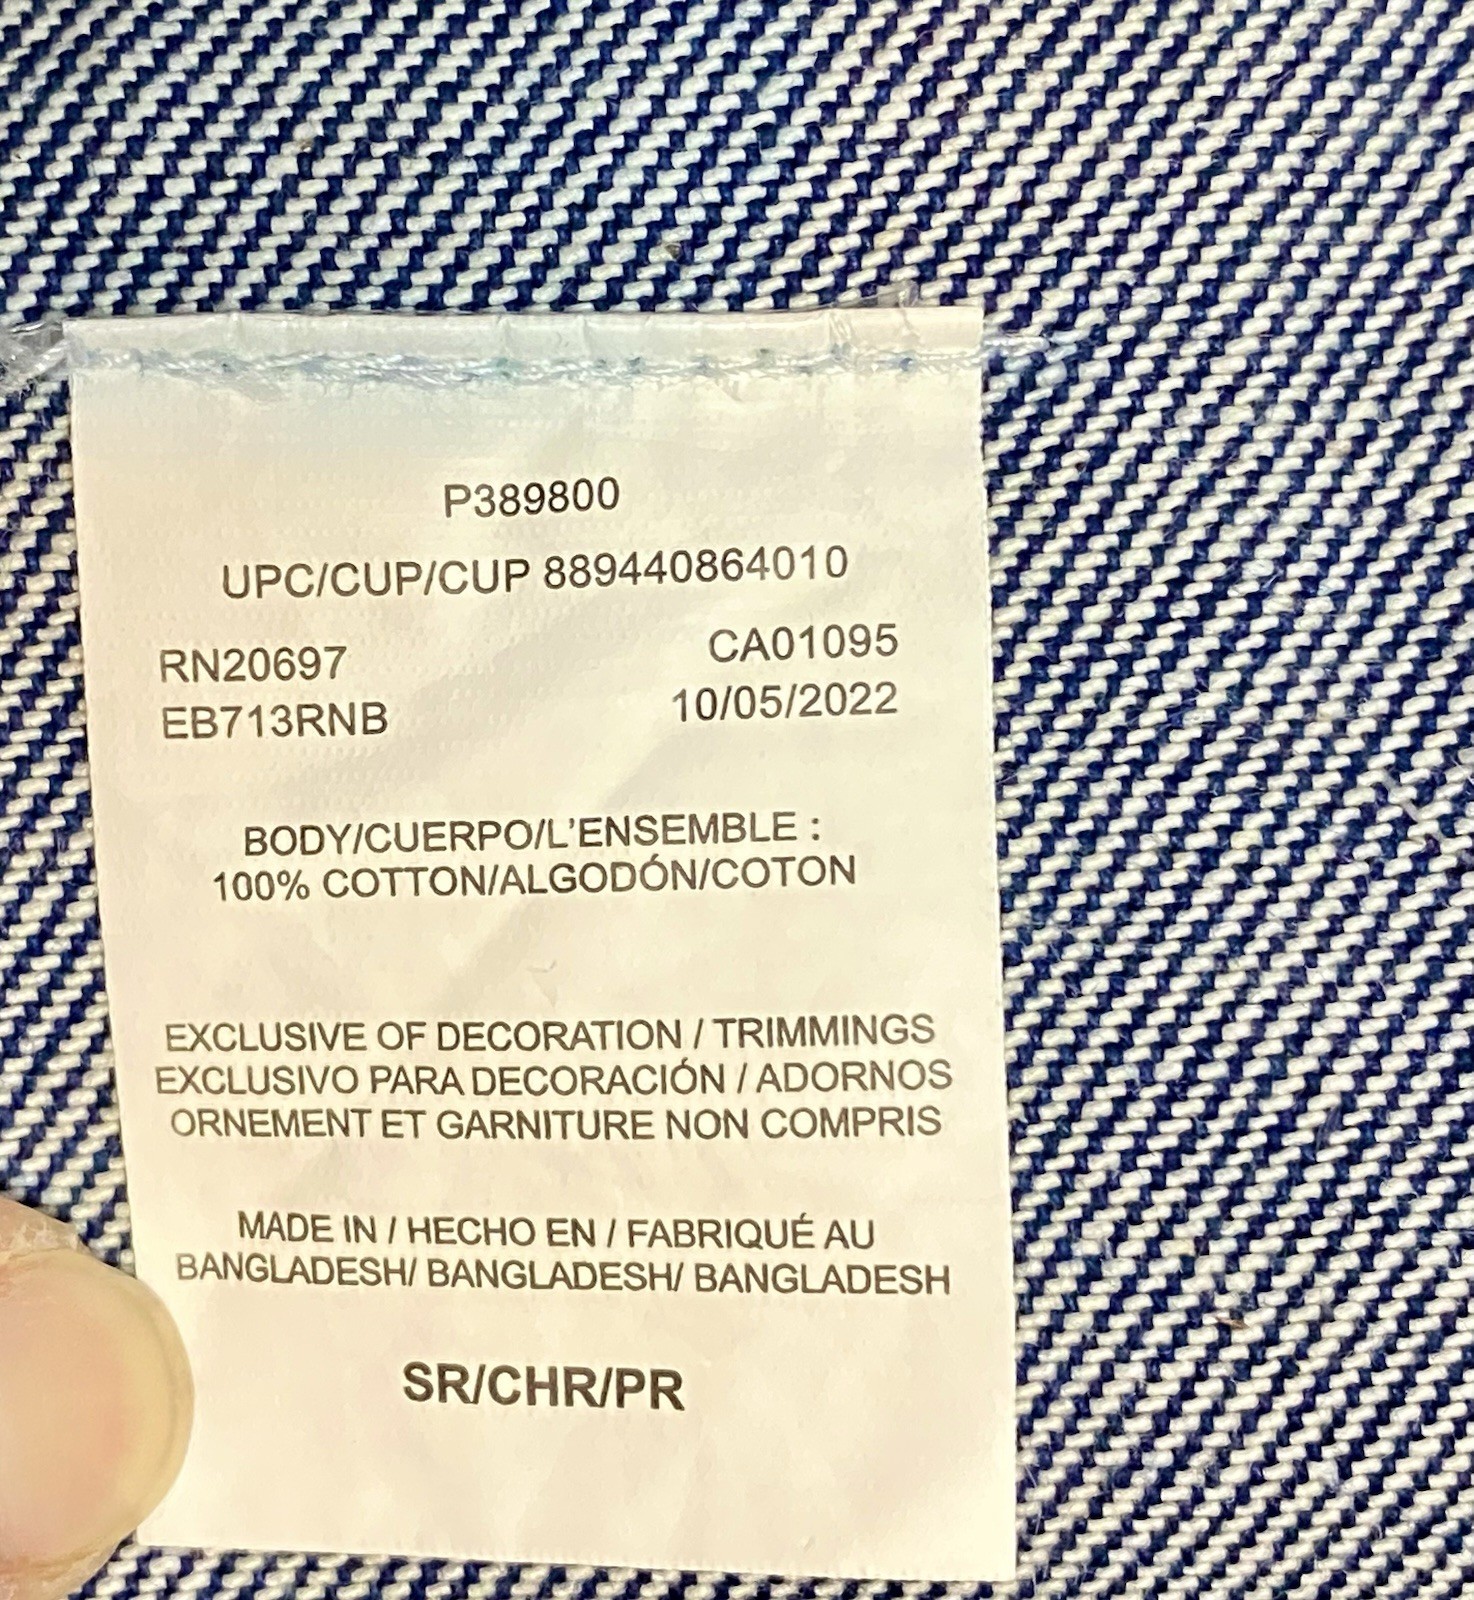 P389800
UPC/CUP/CUP 889440864010
RN20697 CA01095
EB713RNB 10/05/2022
BODY/CUERPO/L'ENSEMBLE :
100% COTTON/ALGODÓN/COTON
EXCLUSIVE OF DECORATION / TRIMMINGS
EXCLUSIVO PARA DECORACIÓN / ADORNOS
ORNEMENT ET GARNITURE NON COMPRIS
MADE IN / HECHO EN / FABRIQUÉ AU
BANGLADESH/ BANGLADESH/ BANGLADESH
SR/CHR/PR